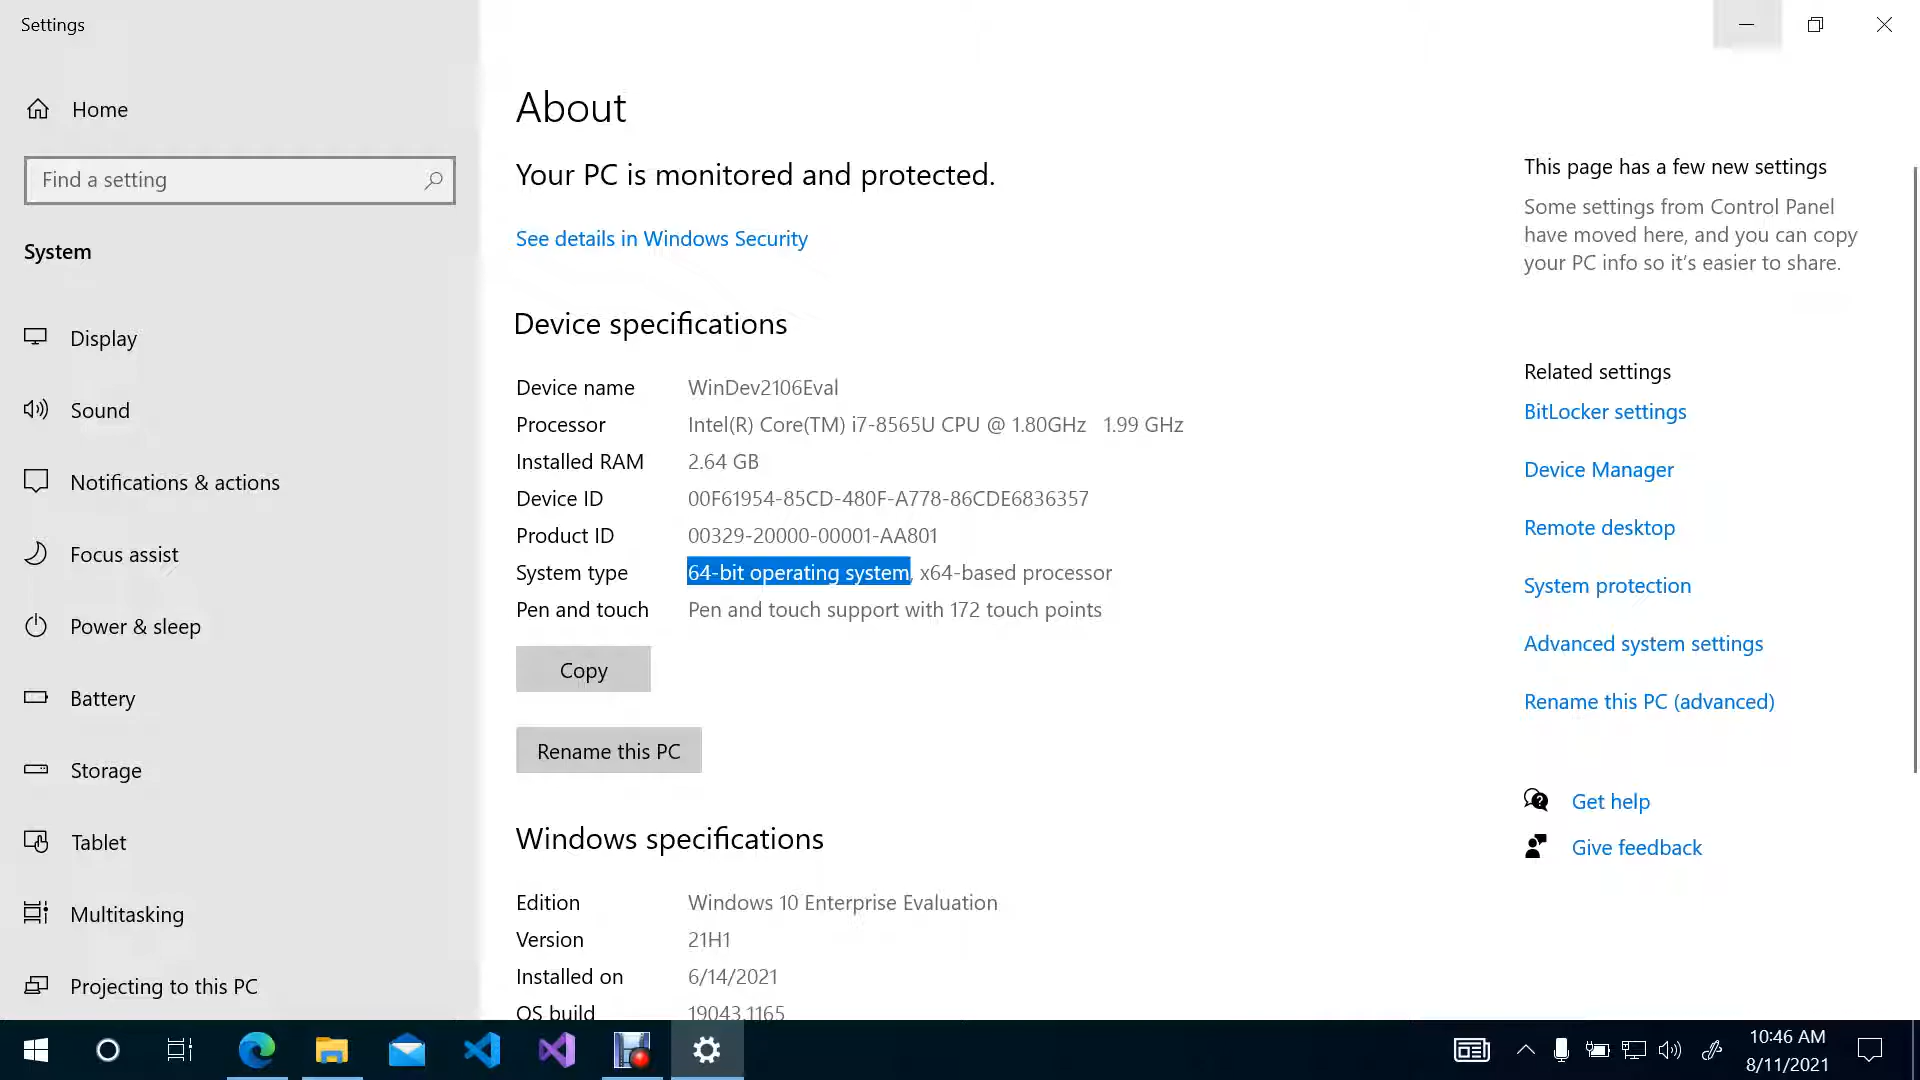 Settings
Home
Find a setting
System
Display
Sound
Notifications & actions
Focus assist
Power & sleep
Battery
Storage
Tablet
Multitasking
Projecting to this PC
About
Your PC is monitored and protected.
See details in Windows Security
Device specifications
Device name WinDev2106Eval
Processor Intel(R) Core(TM) i7-8565U CPU @ 1.80GHz 1.99 GHz
Installed RAM 2.64 GB
Device ID 00F61954-85CD-480F-A778-86CDE6836357
Product ID 00329-20000-00001-AA801
System type 64-bit operating system, x64-based processor
Pen and touch Pen and touch support with 172 touch points
Copy
Rename this PC
Windows specifications
Edition Windows 10 Enterprise Evaluation
Version 21H1
Installed on 6/14/2021
OS build 19043.1165
This page has a few new settings
Some settings from Control Panel
have moved here, and you can copy
your PC info so it's easier to share.
Related settings
BitLocker settings
Device Manager
Remote desktop
System protection
Advanced system settings
Rename this PC (advanced)
Get help
Give feedback
10:46 AM
8/11/2021